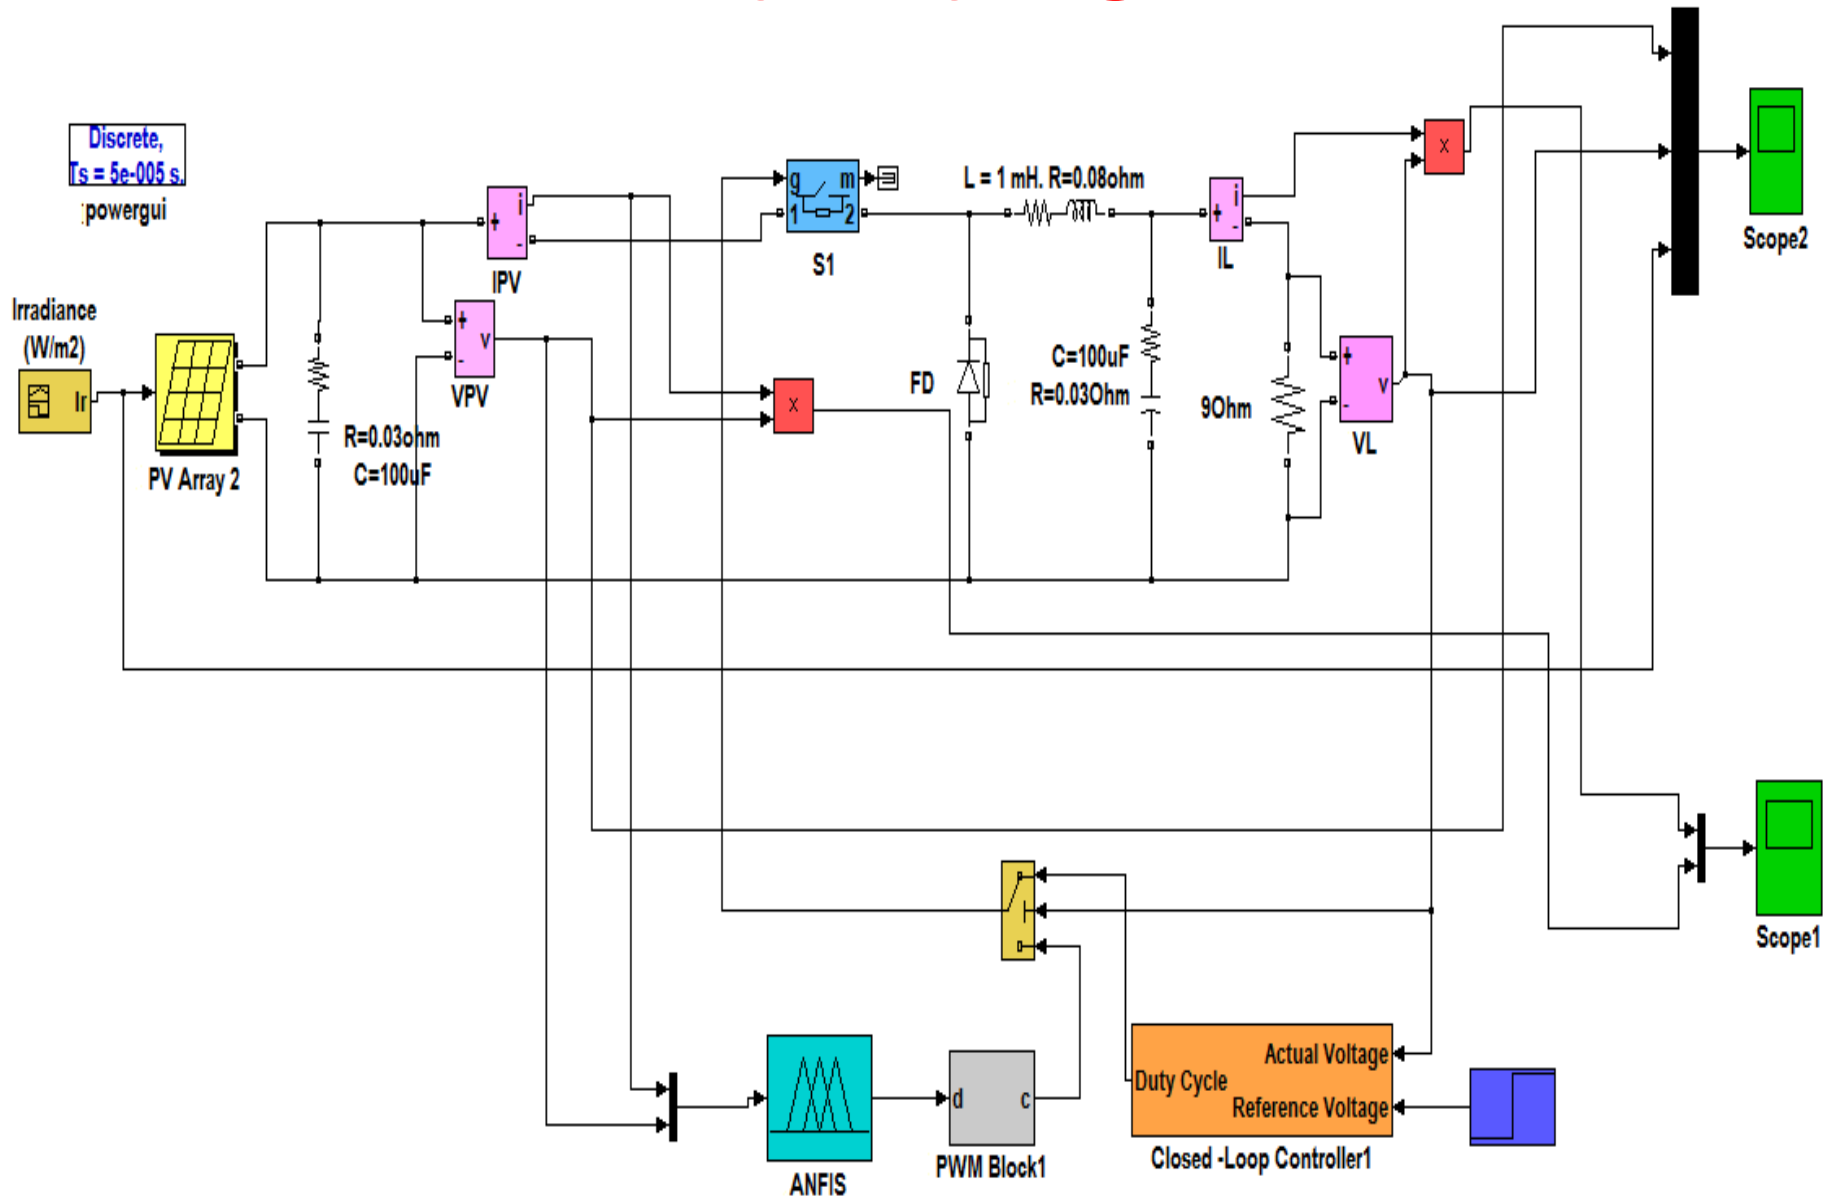 Discrete,
Ts = 5e-005 s.
powergui
Irradiance
(W/m2)
Ir
PV Array 2
R=0.03ohm
C=100uF
+
i
-
IPV
+
v
-
VPV
x
g
m
1
2
S1
FD
L = 1 mH. R=0.08ohm
C=100uF
R=0.03Ohm
+
i
-
IL
9Ohm
+
v
-
VL
x
Scope2
Scope1
ANFIS
d
c
PWM Block1
Actual Voltage
Duty Cycle
Reference Voltage
Closed -Loop Controller1